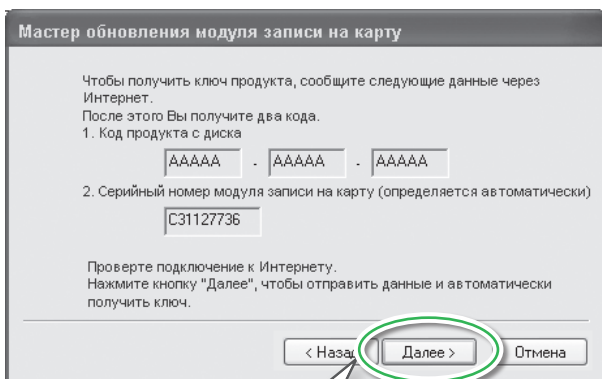 Мастер обновления модуля записи на карту
Чтобы получить ключ продукта, сообщите следующие данные через
Интернет.
После этого Вы получите два кода.
1. Код продукта с диска
AAAAA - AAAAA - AAAAA
2. Серийный номер модуля записи на карту (определяется автоматически)
C31127736
Проверте подключение к Интернету.
Нажмите кнопку "Далее", чтобы отправить данные и автоматически
получить ключ.
< Назад Далее > Отмена